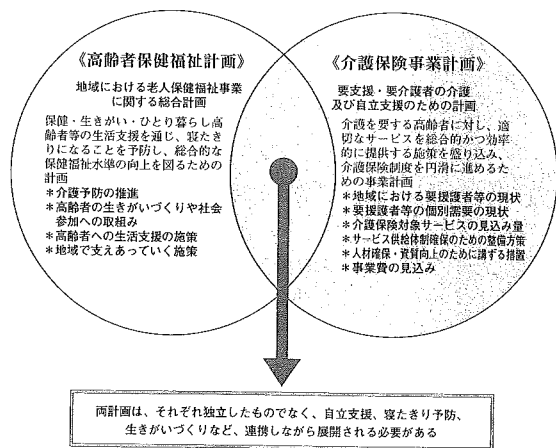 《高齢者保健福祉計画》
地域における老人保健福祉事業
に関する総合計画
保健・生きがい・ひとり暮らし高
齢者等の生活支援を通じ、寝たき
りになることを予防し、総合的な
保健福祉水準の向上を図るための
計画
＊介護予防の推進
＊高齢者の生きがいづくりや社会
参加への取組み
＊高齢者への生活支援の施策
＊地域で支えあっていく施策
《介護保険事業計画》
要支援・要介護者の介護
及び自立支援のための計画
介護を要する高齢者に対し、適
切なサービスを総合的かつ効率
的に提供する施策を盛り込み、
介護保険制度を円滑に進めるた
めの事業計画
＊地域における要援護者等の現状
＊要援護者等の個別需要の現状
＊介護保険対象サービスの見込み量
＊サービス供給体制確保のための整備方策
＊人材確保・資質向上のために講ずる措置
＊事業費の見込み
両計画は、それぞれ独立したものでなく、自立支援、寝たきり予防、
生きがいづくりなど、連携しながら展開される必要がある